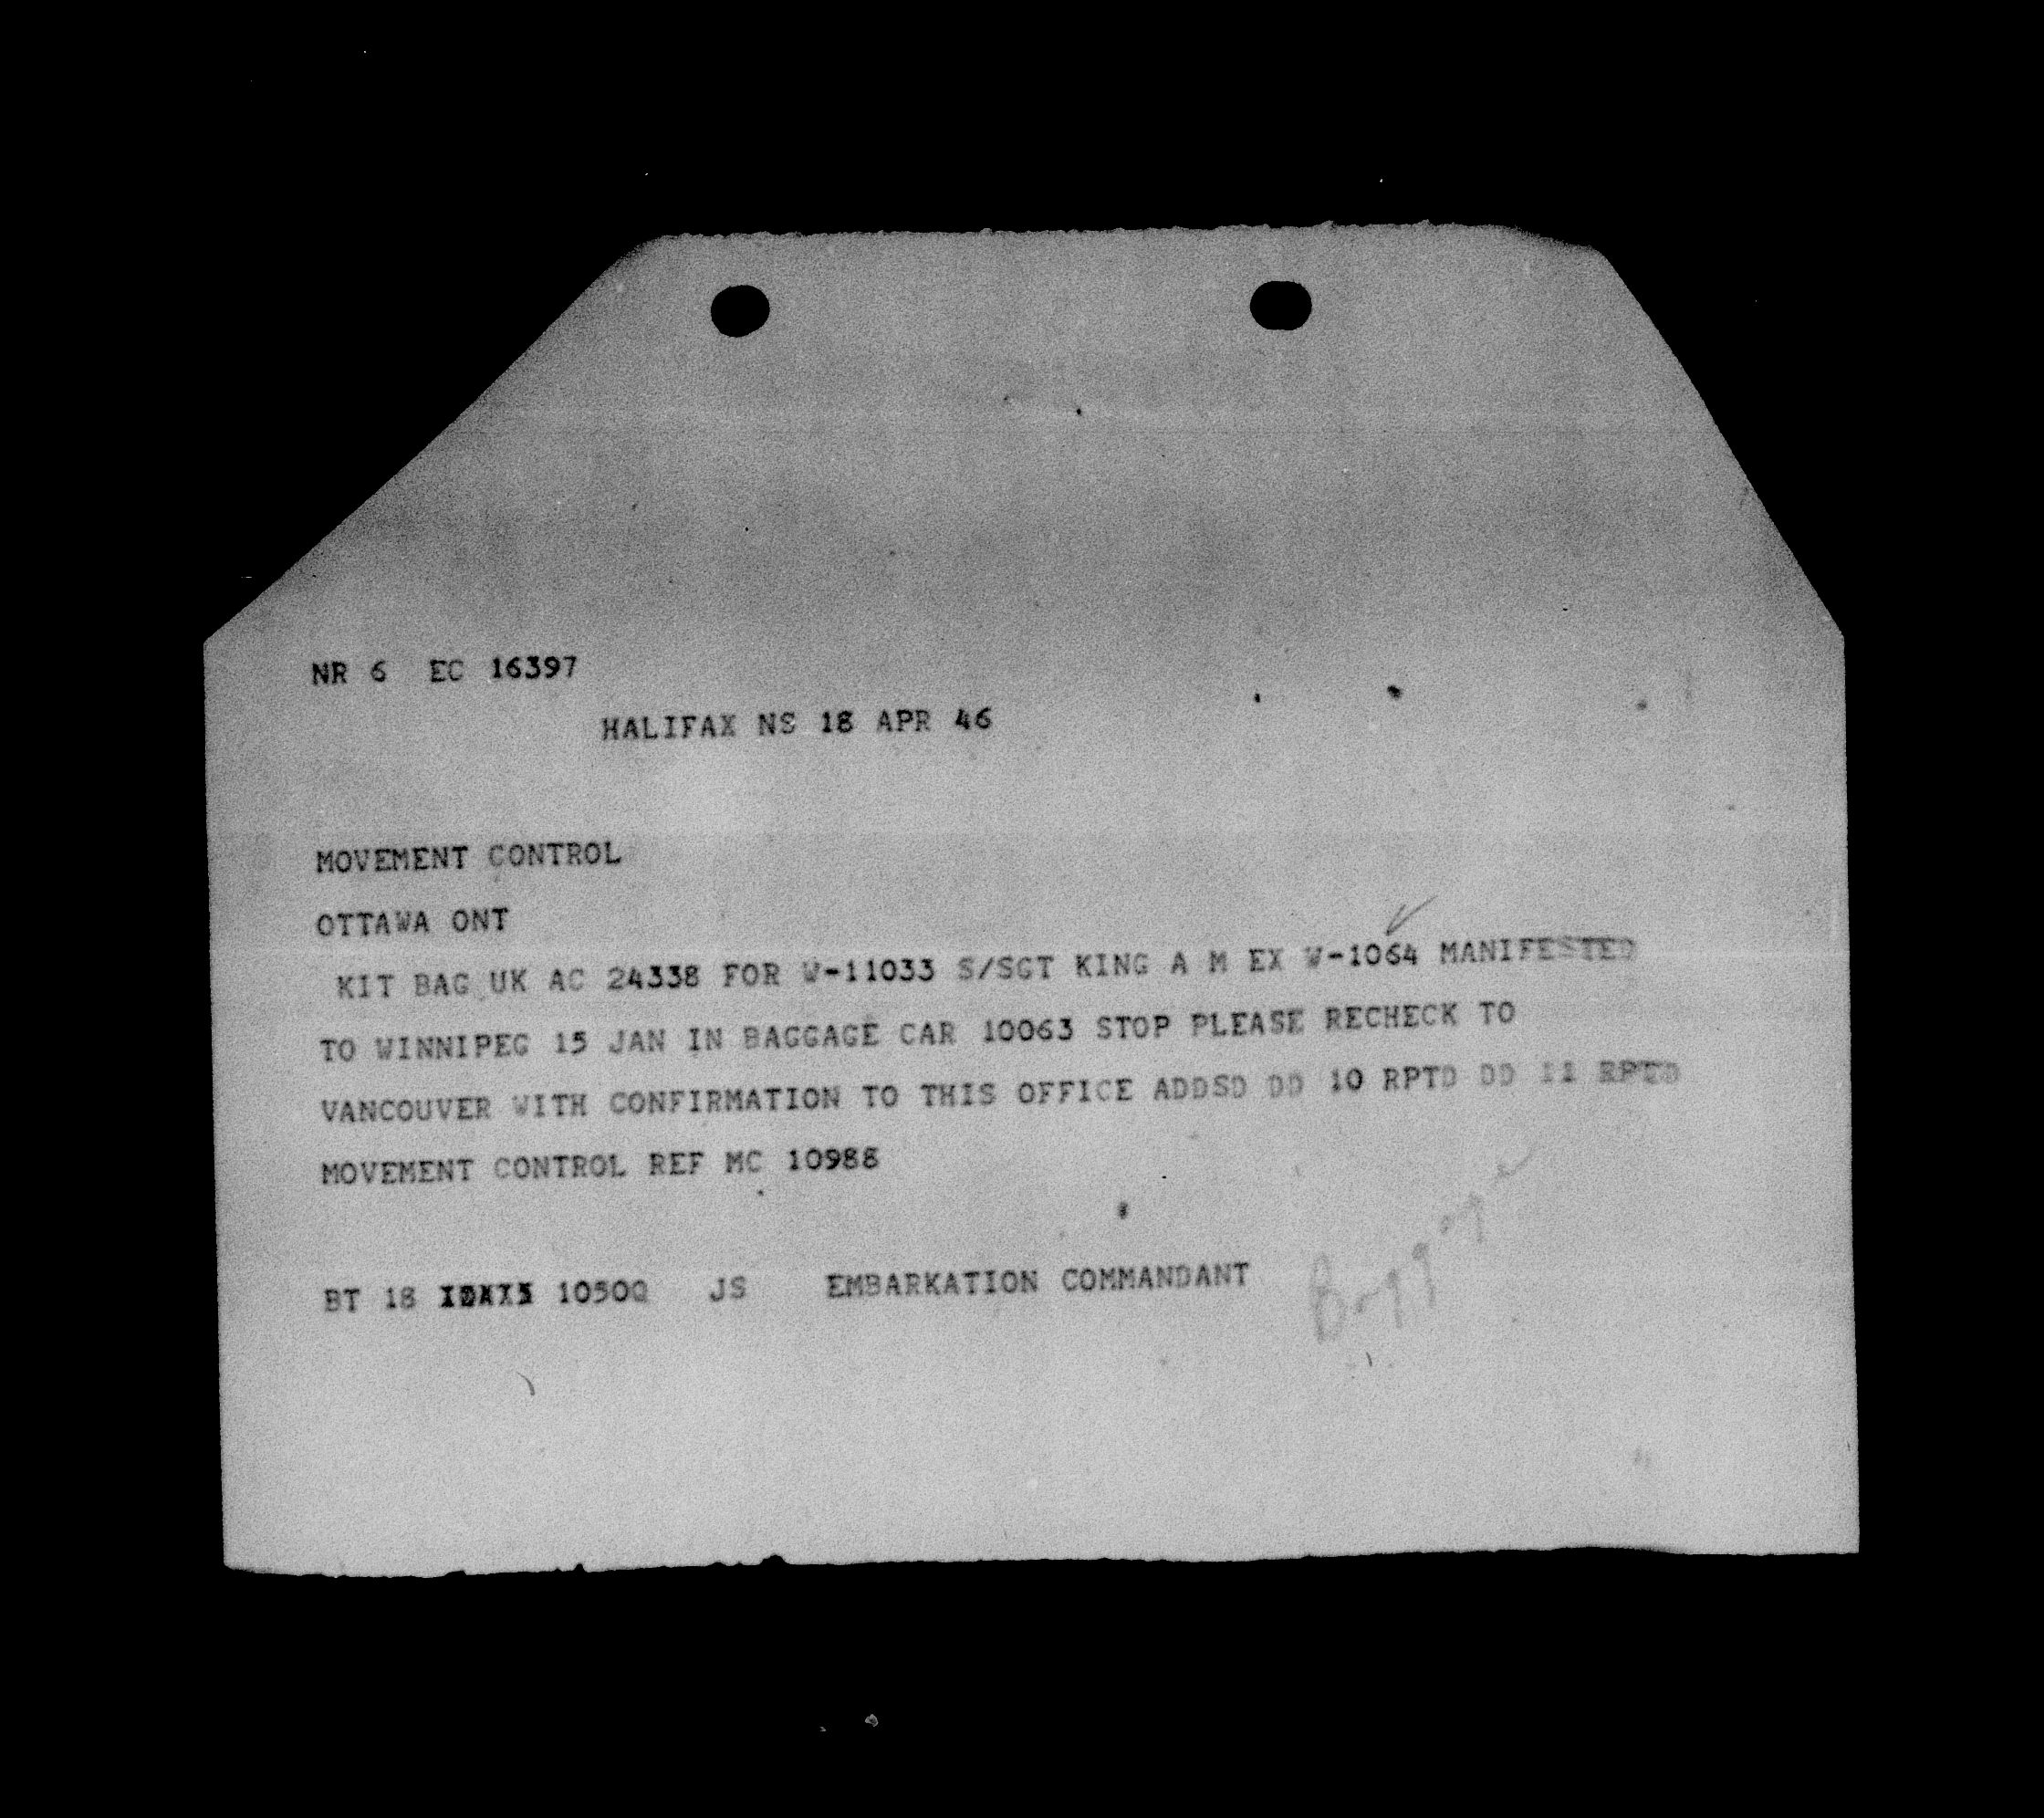 NR 6 EC 16397
HALIFAX NS 18 APR 46
MOVEMENT CONTROL
OTTAWA ONT
KIT BAG UK AC 24338 FOR W-11033 S/SGT KING A M EX W-1064 MANIFESTED
TO WINNIPEG 15 JAN IN BAGGAGE CAR 10063 STOP PLEASE RECHECK TO
VANCOUVER WITH CONFIRMATION TO THIS OFFICE ADDSD DD 10 RPTD DD 11 RPTD
MOVEMENT CONTROL REF MC 10988
BT 18 1050Q JS EMBARKATION COMMANDANT
Baggage